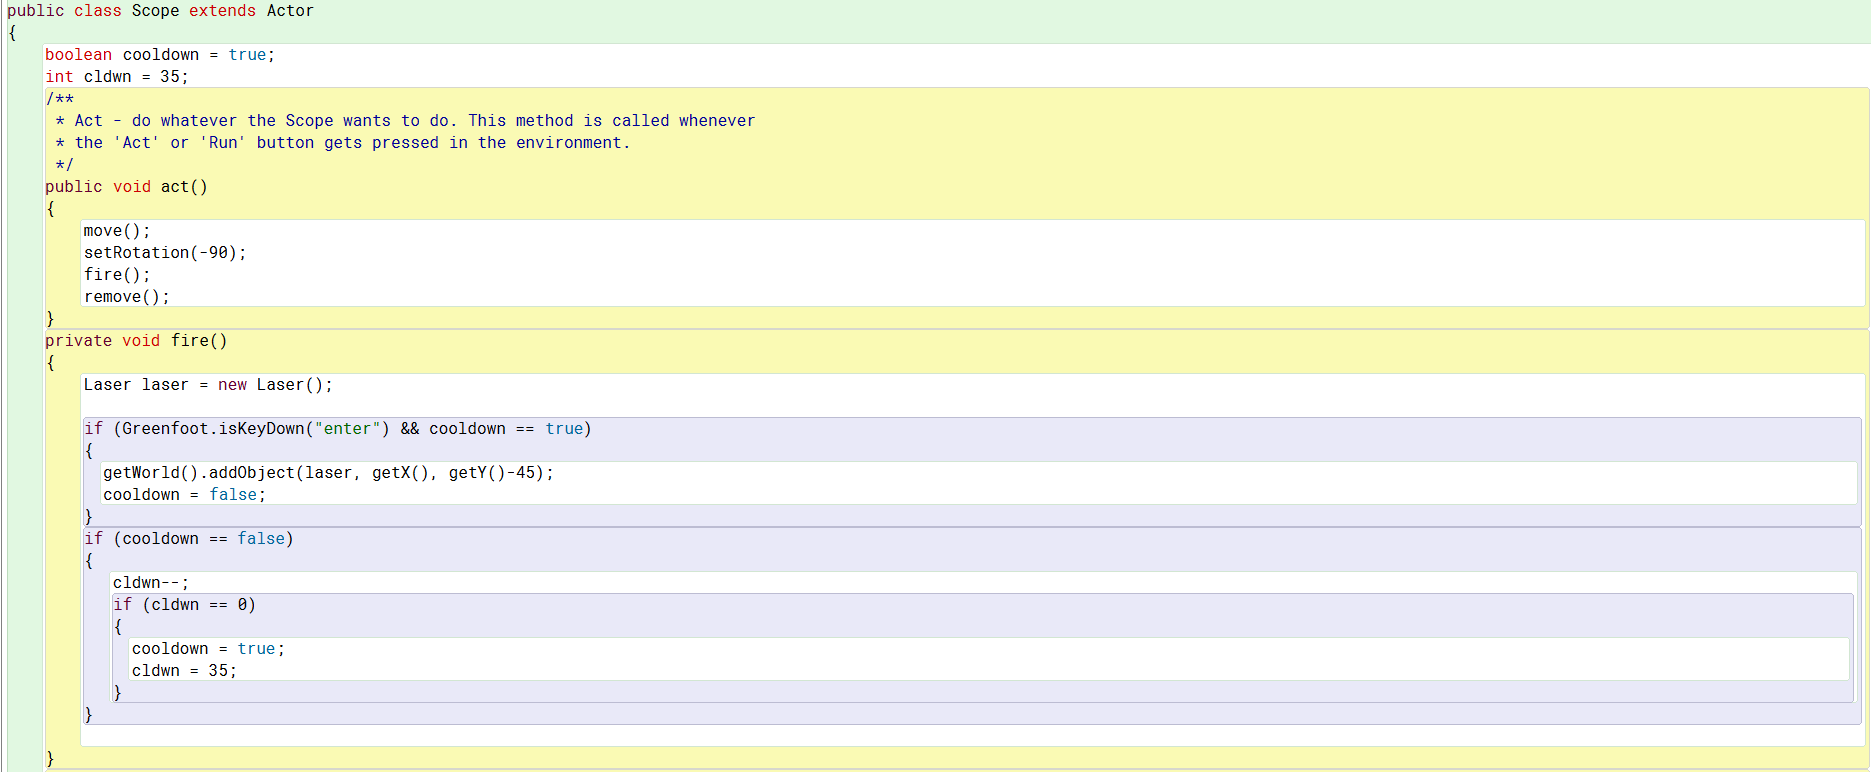 public class Scope extends Actor
{
    boolean cooldown = true;
    int cldwn = 35;
    /**
     * Act - do whatever the Scope wants to do. This method is called whenever
     * the 'Act' or 'Run' button gets pressed in the environment.
     */
    public void act()
    {
        move();
        setRotation(-90);
        fire();
        remove();
    }
    private void fire()
    {
        Laser laser = new Laser();

        if (Greenfoot.isKeyDown("enter") && cooldown == true)
        {
          getWorld().addObject(laser, getX(), getY()-45);
          cooldown = false;
        }
        if (cooldown == false)
        {
           cldwn--;
           if (cldwn == 0)
           {
             cooldown = true;
             cldwn = 35;
           }
        }

    }